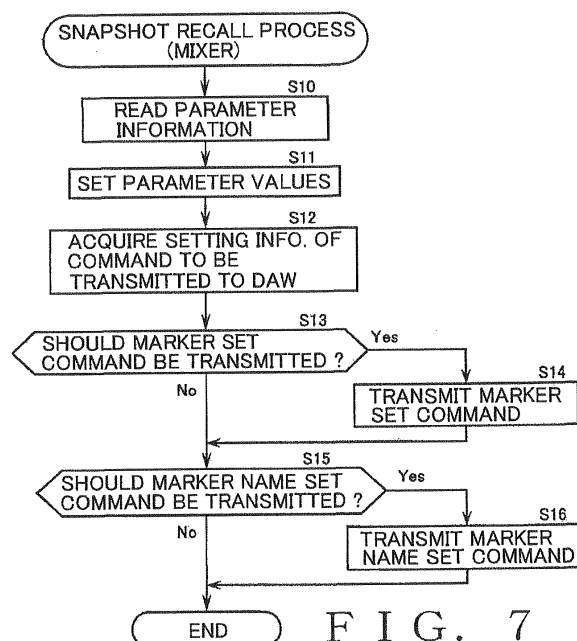 SNAPSHOT RECALL PROCESS
(MIXER)
S10
READ PARAMETER
INFORMATION
S11
SET PARAMETER VALUES
S12
ACQUIRE SETTING INFO. OF
COMMAND TO BE
TRANSMITTED TO DAW
S13
SHOULD MARKER SET
COMMAND BE TRANSMITTED ?
Yes
No
S14
TRANSMIT MARKER
SET COMMAND
S15
SHOULD MARKER NAME SET
COMMAND BE TRANSMITTED ?
Yes
No
S16
TRANSMIT MARKER
NAME SET COMMAND
END
FIG. 7